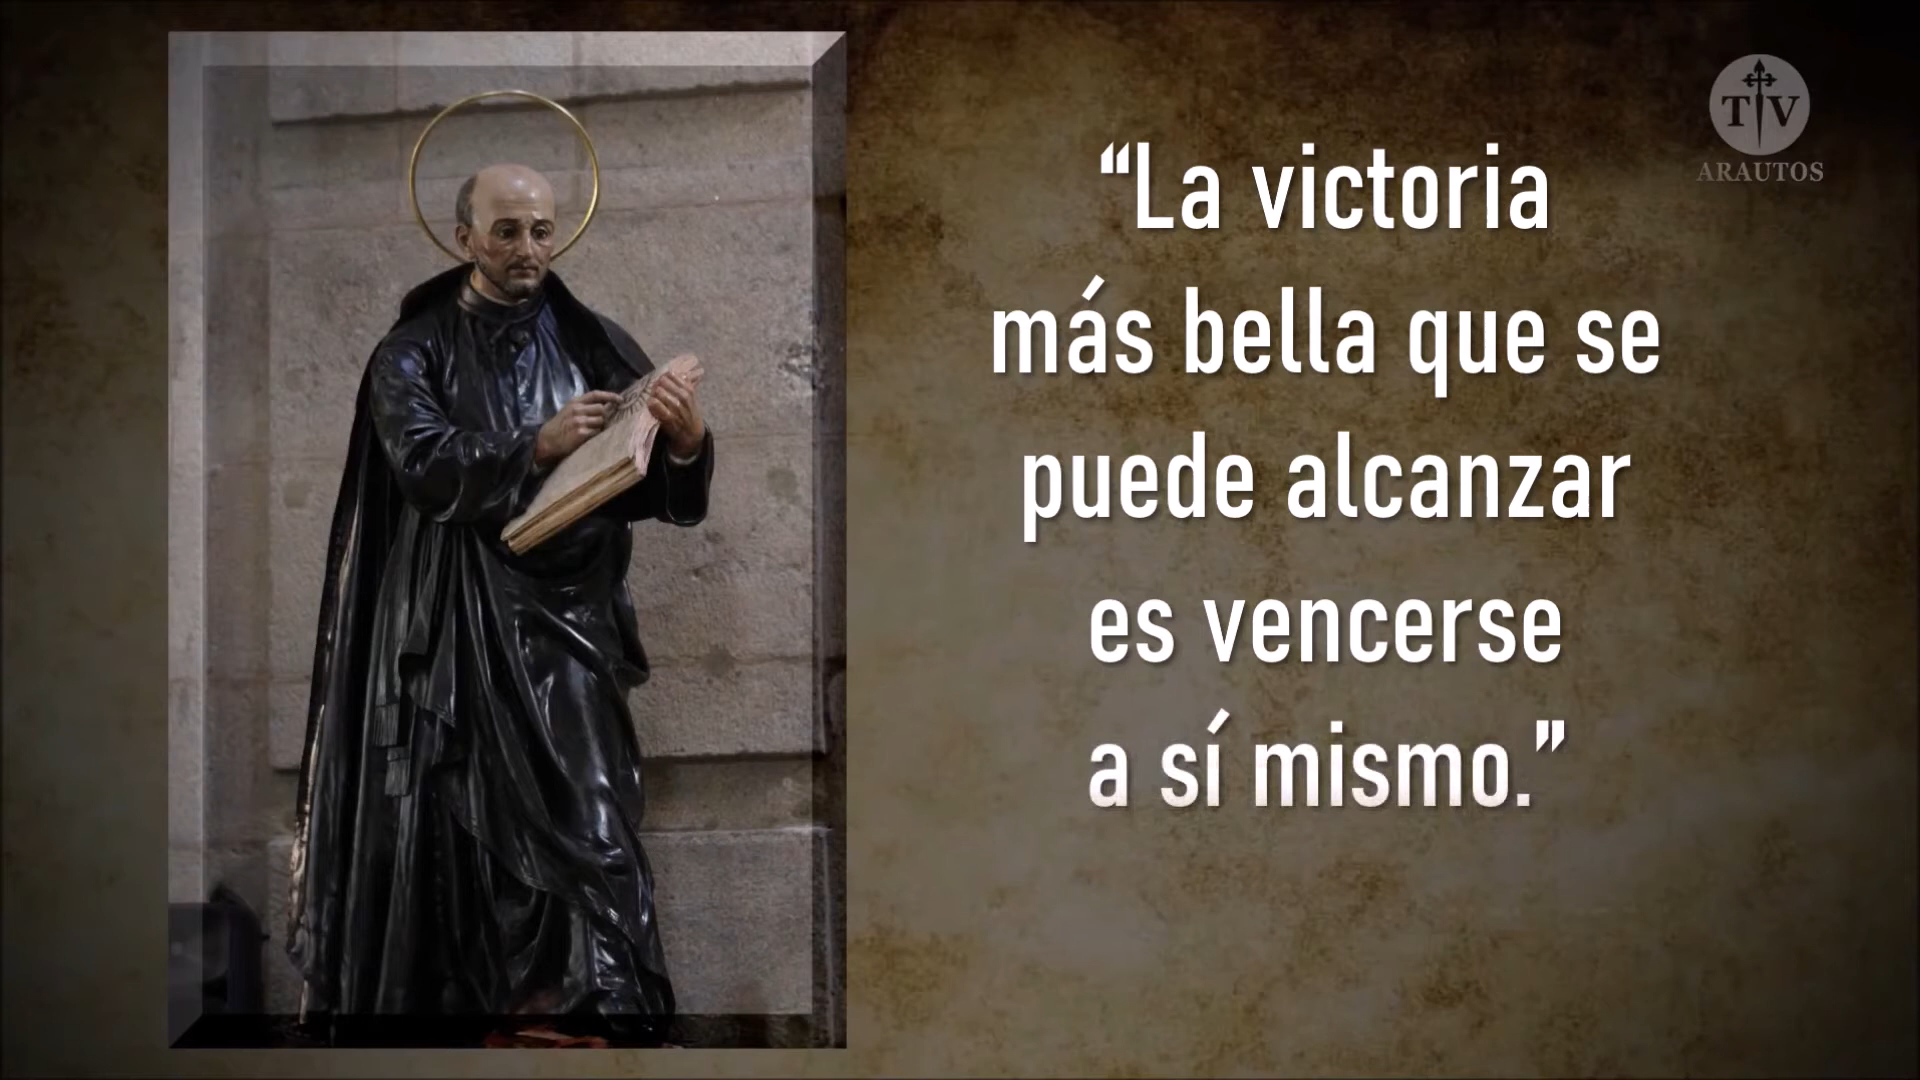 TV
ARAUTOS
“La victoria
más bella que se
puede alcanzar
es vencerse
a sí mismo.”